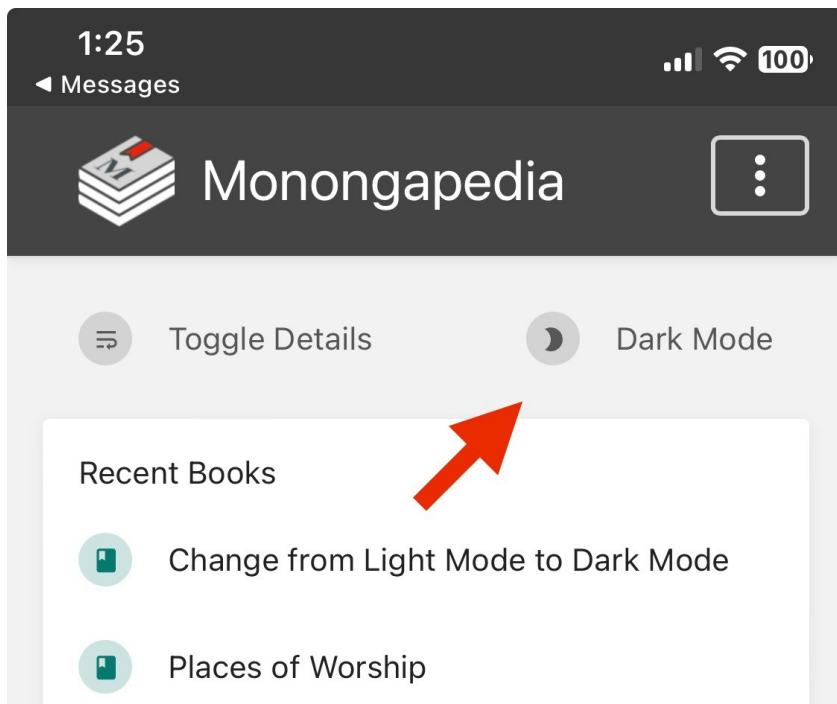 1:25
100
◀ Messages
M
Monongapedia
Toggle Details
Dark Mode
Recent Books
Change from Light Mode to Dark Mode
Places of Worship